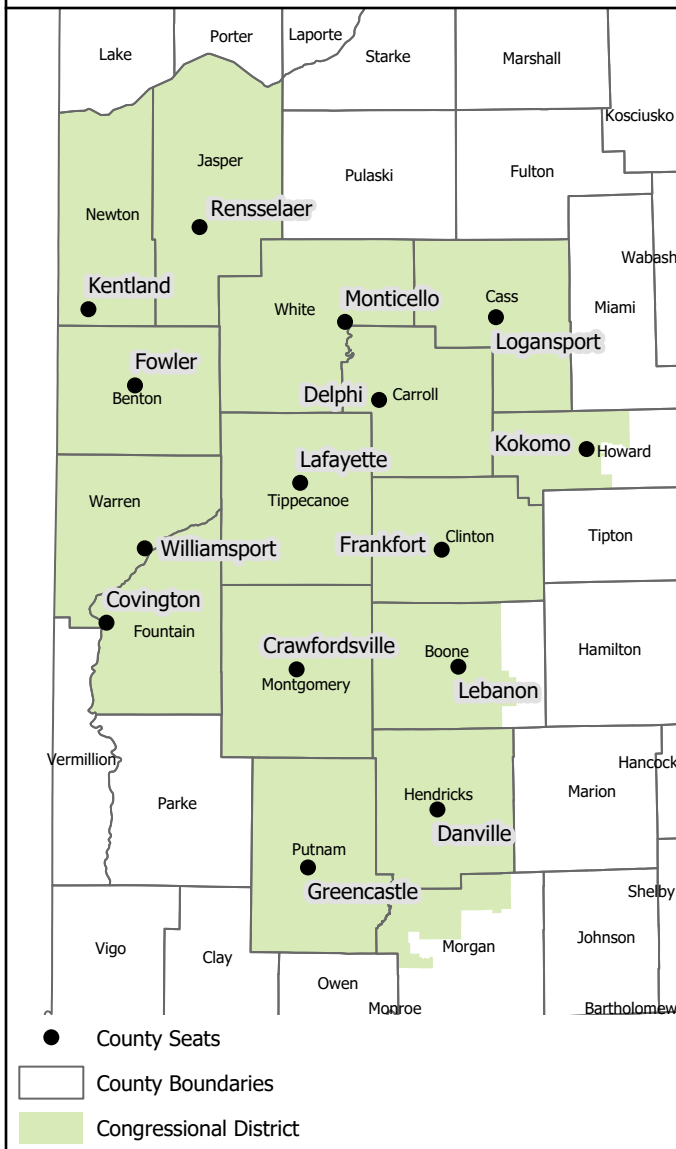 Lake
Porter
Laporte
Starke
Marshall
Kosciusko
Jasper
Pulaski
Fulton
Newton
Rensselaer
Wabash
Kentland
White
Monticello
Cass
Miami
Logansport
Fowler
Benton
Delphi
Carroll
Kokomo
Howard
Lafayette
Tippecanoe
Warren
Williamsport
Frankfort
Clinton
Tipton
Covington
Fountain
Crawfordsville
Montgomery
Boone
Lebanon
Hamilton
Vermillion
Parke
Hendricks
Danville
Marion
Hancock
Putnam
Greencastle
Shelby
Vigo
Clay
Owen
Morgan
Johnson
Monroe
Bartholomew
County Seats
County Boundaries
Congressional District